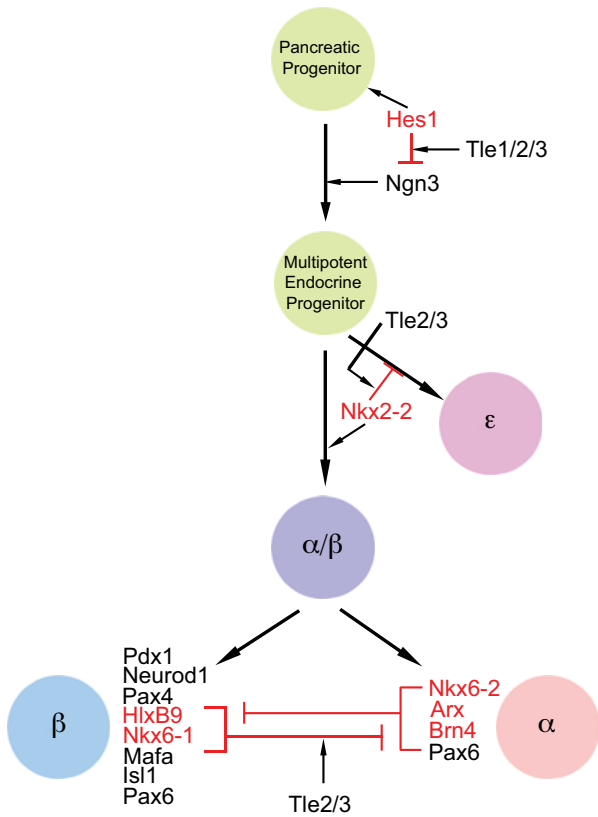 Pancreatic
Progenitor
Hes1
Tle1/2/3
Ngn3
Multipotent
Endocrine
Progenitor
Tle2/3
Nkx2-2
ε
α/β
Pdx1
Neurod1
Pax4
HlxB9
Nkx6-1
Mafa
Isl1
Pax6
β
Nkx6-2
Arx
Brn4
Pax6
α
Tle2/3